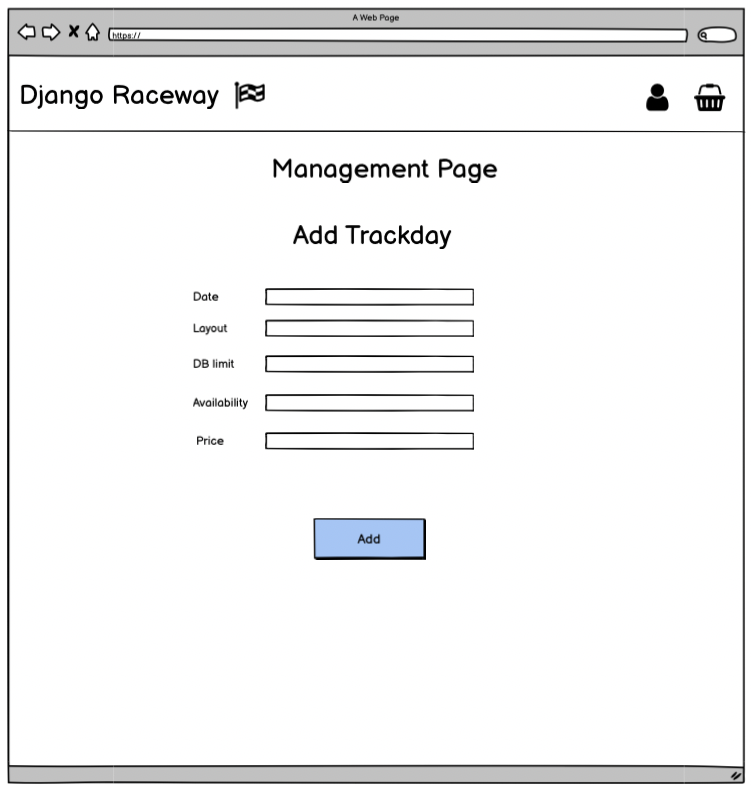 A Web Page
https://
Django Raceway
Management Page
Add Trackday
Date
Layout
DB limit
Availability
Price
Add